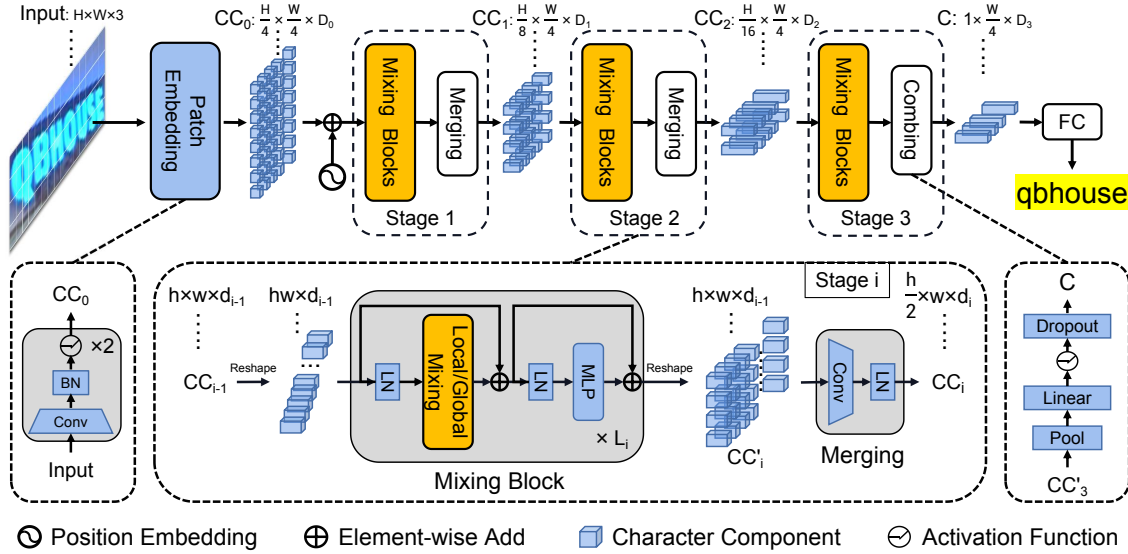 Input: H×W×3
CC₀: H/4 × W/4 × D₀
CC₁: H/8 × W/4 × D₁
CC₂: H/16 × W/4 × D₂
C: 1 × W/4 × D₃
QBHOUSE
Patch Embedding
Mixing Blocks
Merging
Stage 1
Mixing Blocks
Merging
Stage 2
Mixing Blocks
Combing
Stage 3
FC
qbhouse
CC₀
×2
BN
Conv
Input
Stage i
h×w×dᵢ₋₁
hw×dᵢ₋₁
h×w×dᵢ₋₁
h/2 ×w×dᵢ
CCᵢ₋₁
Reshape
LN
Local/Global Mixing
LN
MLP
× Lᵢ
Mixing Block
Reshape
CC'ᵢ
Conv
LN
Merging
CCᵢ
C
Dropout
Linear
Pool
CC'₃
Position Embedding
Element-wise Add
Character Component
Activation Function